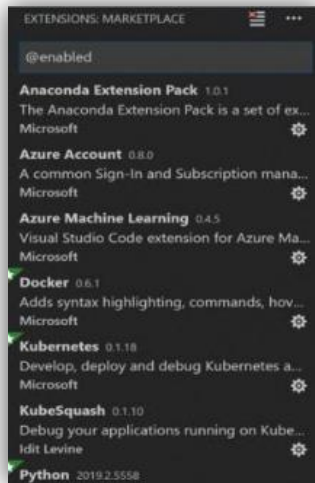 EXTENSIONS: MARKETPLACE
@enabled
Anaconda Extension Pack 1.0.1
The Anaconda Extension Pack is a set of ex...
Microsoft
Azure Account 0.8.0
A common Sign-In and Subscription mana...
Microsoft
Azure Machine Learning 0.4.5
Visual Studio Code extension for Azure Ma...
Microsoft
Docker 0.6.1
Adds syntax highlighting, commands, hov...
Microsoft
Kubernetes 0.1.18
Develop, deploy and debug Kubernetes a...
Microsoft
KubeSquash 0.1.10
Debug your applications running on Kube...
Idit Levine
Python 2019.2.5558